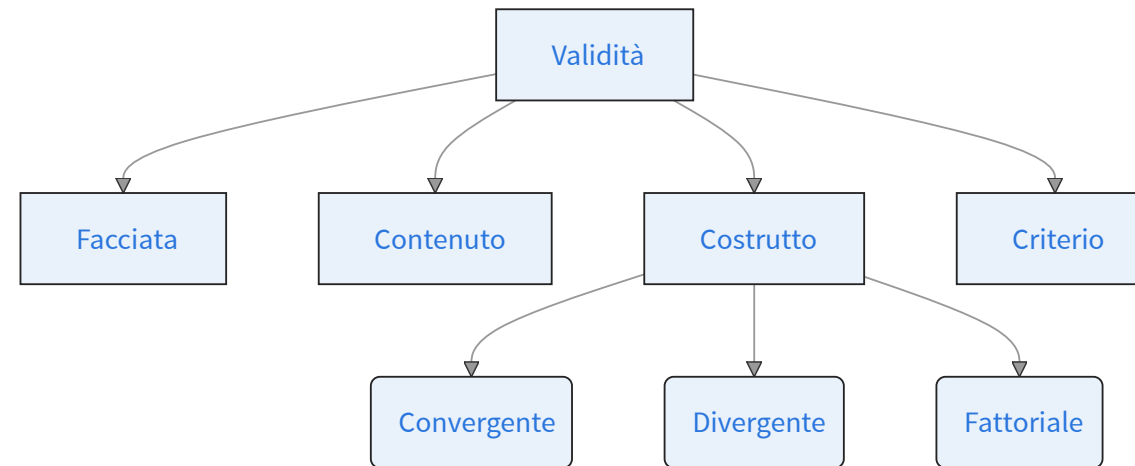 Validità
Facciata
Contenuto
Costrutto
Criterio
Convergente
Divergente
Fattoriale